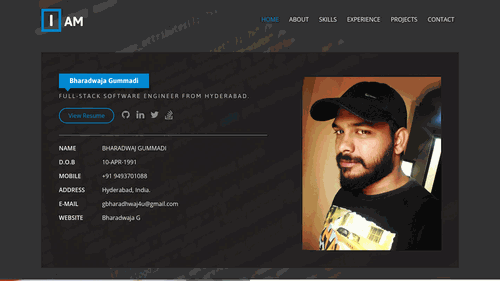 I AM
HOME ABOUT SKILLS EXPERIENCE PROJECTS CONTACT
Bharadwaja Gummadi
FULL-STACK SOFTWARE ENGINEER FROM HYDERABAD.
View Resume
NAME BHARADWAJ GUMMADI
D.O.B 10-APR-1991
MOBILE +91 9493701088
ADDRESS Hyderabad, India.
E-MAIL gbharadhwaj4u@gmail.com
WEBSITE Bharadwaja G